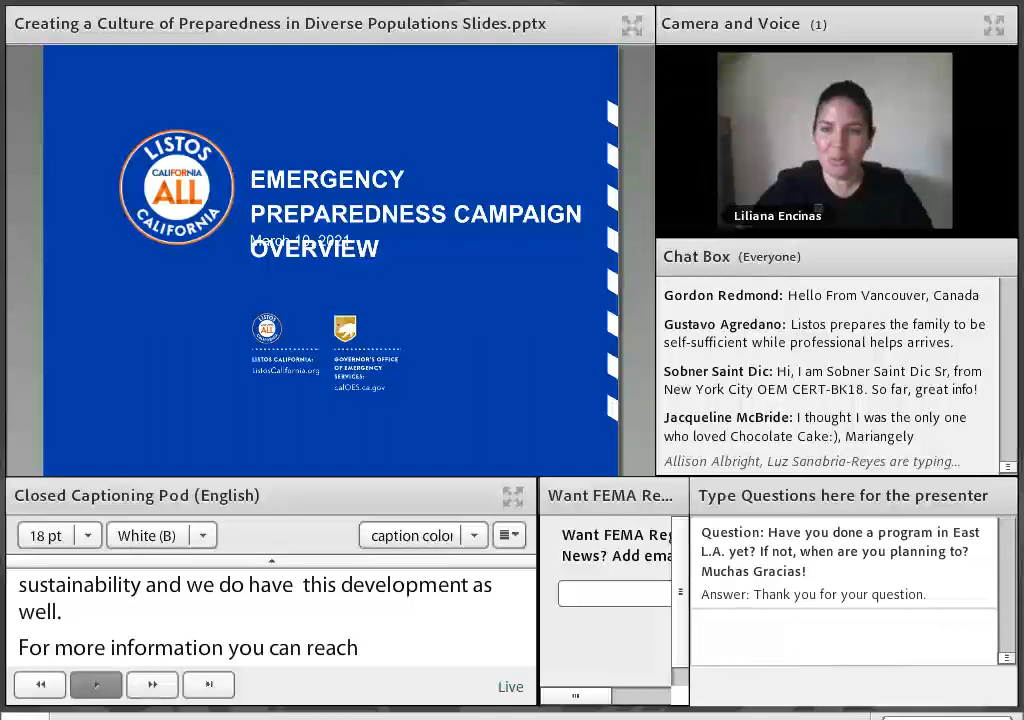 Creating a Culture of Preparedness in Diverse Populations Slides.pptx
LISTOS
CALIFORNIA
ALL
CALIFORNIA
EMERGENCY
PREPAREDNESS CAMPAIGN
OVERVIEW
LISTOS CALIFORNIA:
ListosCalifornia.org
GOVERNOR'S OFFICE
OF EMERGENCY
SERVICES:
calOES.ca.gov
Camera and Voice (1)
Liliana Encinas
Chat Box (Everyone)
Gordon Redmond: Hello From Vancouver, Canada
Gustavo Agredano: Listos prepares the family to be
self-sufficient while professional helps arrives.
Sobner Saint Dic: Hi, I am Sobner Saint Dic Sr, from
New York City OEM CERT-BK18. So far, great info!
Jacqueline McBride: I thought I was the only one
who loved Chocolate Cake:), Mariangely
Allison Albright, Luz Sanabria-Reyes are typing...
Closed Captioning Pod (English)
18 pt
White (B)
caption color
sustainability and we do have this development as
well.
For more information you can reach
Live
Want FEMA Re...
Want FEMA Reg
News? Add ema
Type Questions here for the presenter
Question: Have you done a program in East
L.A. yet? If not, when are you planning to?
Muchas Gracias!
Answer: Thank you for your question.